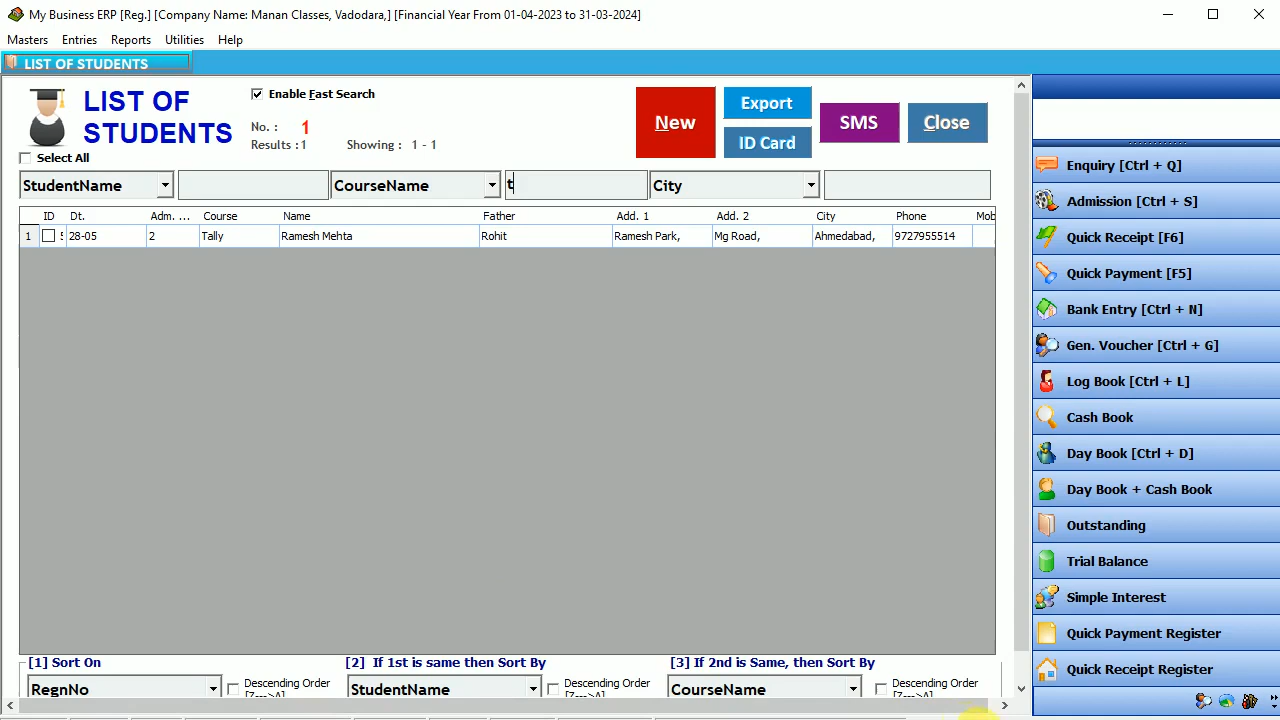 My Business ERP [Reg.] [Company Name: Manan Classes, Vadodara,] [Financial Year From 01-04-2023 to 31-03-2024]
Masters Entries Reports Utilities Help
LIST OF STUDENTS
LIST OF STUDENTS
Enable Fast Search
No. : 1
Results : 1 Showing : 1 - 1
Select All
New
Export
ID Card
SMS
Close
StudentName CourseName t City
ID Dt. Adm. ... Course Name Father Add. 1 Add. 2 City Phone Mob
1 28-05 2 Tally Ramesh Mehta Rohit Ramesh Park, Mg Road, Ahmedabad, 9727955514
[1] Sort On [2] If 1st is same then Sort By [3] If 2nd is Same, then Sort By
RegnNo Descending Order [Z--->A] StudentName Descending Order [Z--->A] CourseName Descending Order [Z--->A]
Enquiry [Ctrl + Q]
Admission [Ctrl + S]
Quick Receipt [F6]
Quick Payment [F5]
Bank Entry [Ctrl + N]
Gen. Voucher [Ctrl + G]
Log Book [Ctrl + L]
Cash Book
Day Book [Ctrl + D]
Day Book + Cash Book
Outstanding
Trial Balance
Simple Interest
Quick Payment Register
Quick Receipt Register